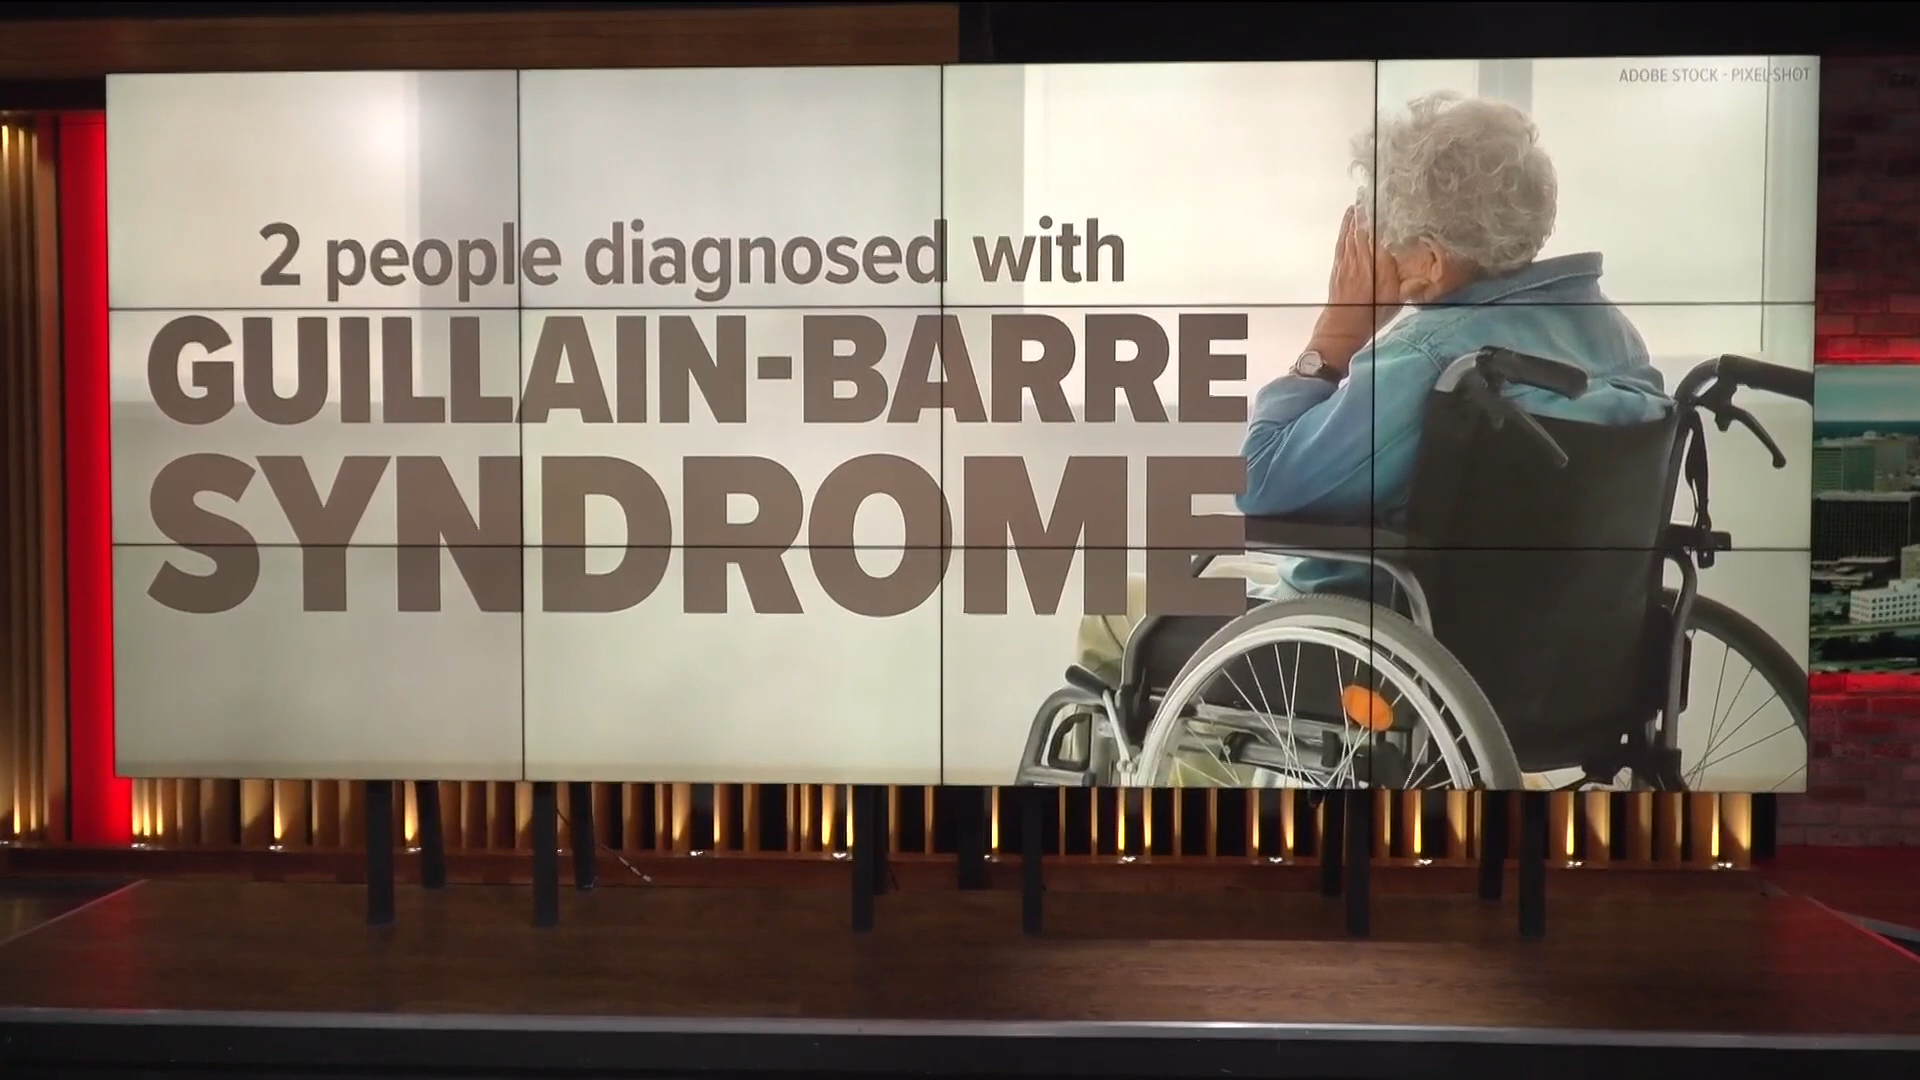 ADOBE STOCK - PIXEL-SHOT
2 people diagnosed with
GUILLAIN-BARRE
SYNDROME